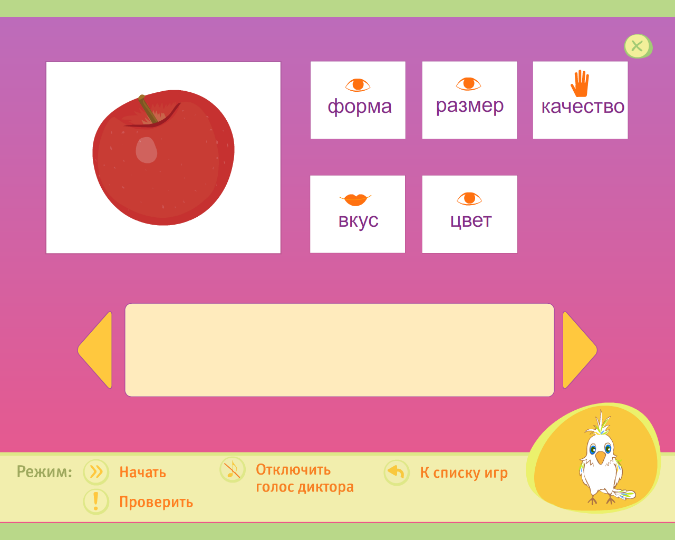 форма
размер
качество
вкус
цвет
Режим:
Начать
Отключить
голос диктора
К списку игр
Проверить